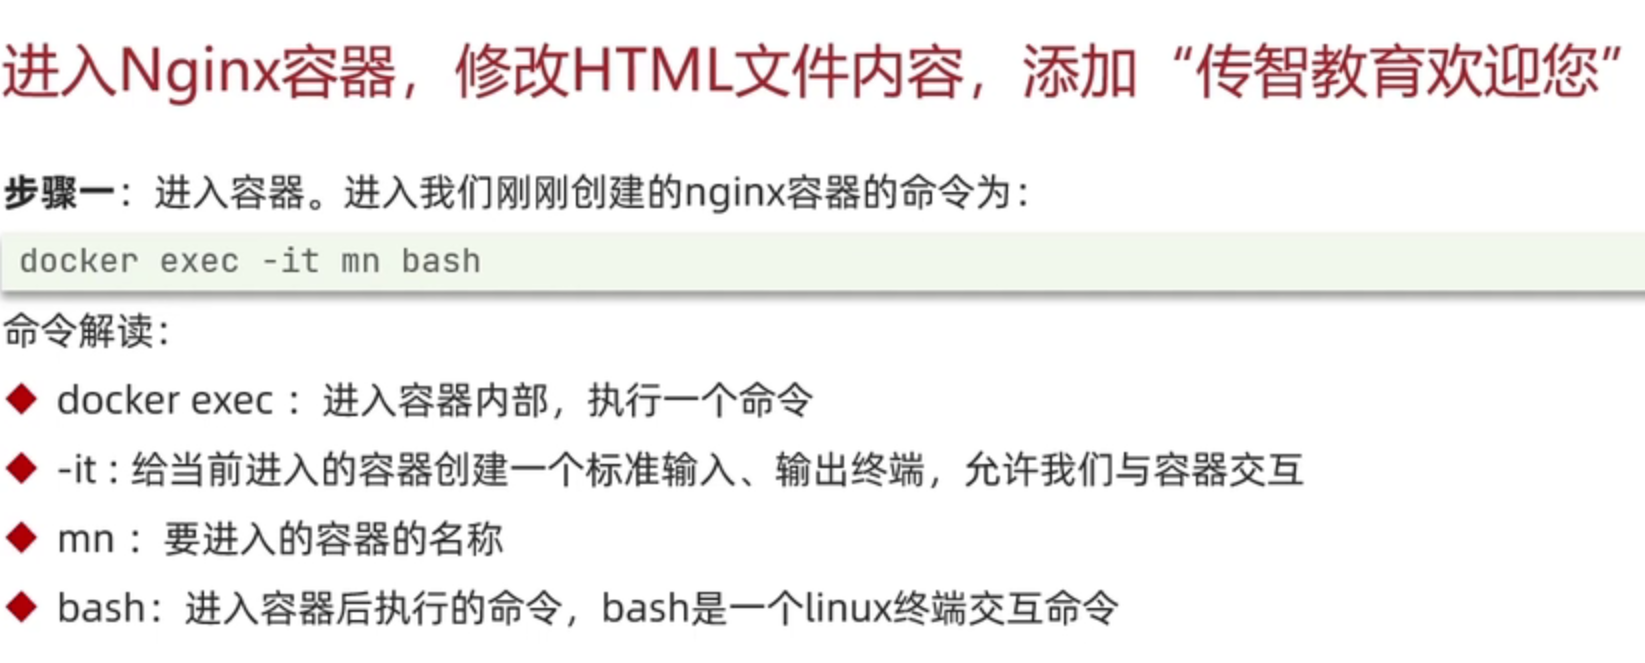 进入Nginx容器，修改HTML文件内容，添加“传智教育欢迎您”
步骤一：进入容器。进入我们刚刚创建的nginx容器的命令为：
docker exec -it mn bash
命令解读：
docker exec ：进入容器内部，执行一个命令
-it : 给当前进入的容器创建一个标准输入、输出终端，允许我们与容器交互
mn ：要进入的容器的名称
bash：进入容器后执行的命令，bash是一个linux终端交互命令